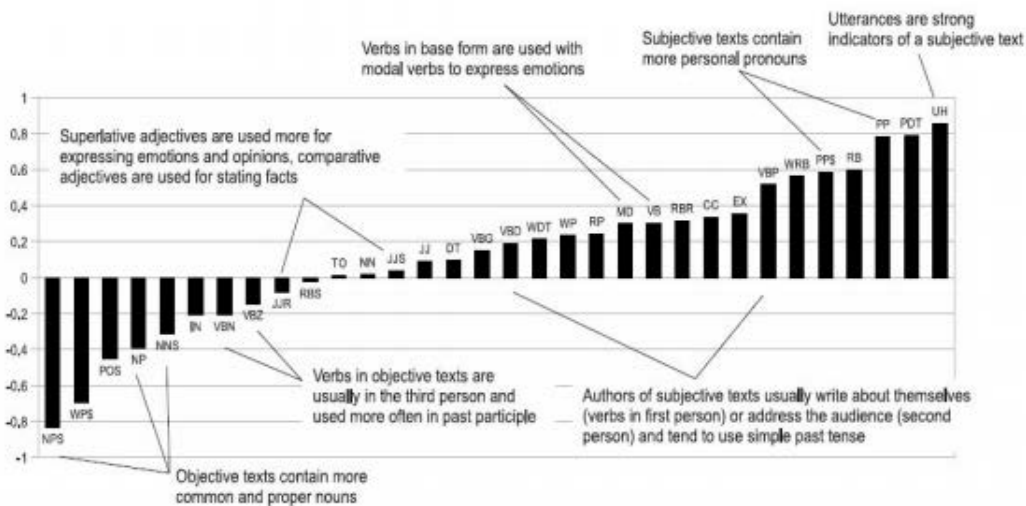 Utterances are strong
indicators of a subjective text
Subjective texts contain
more personal pronouns
Verbs in base form are used with
modal verbs to express emotions
Superlative adjectives are used more for
expressing emotions and opinions, comparative
adjectives are used for stating facts
1
0.8
0.6
0,4
0,2
0
-0.2
-0,4
-0.6
-0.8
-1
NPS
WP$
POS
NP
NNS
IN
VBN
VBZ
JJR
RBS
TO
NN
JJS
JJ
DT
VBG
VBD
WDT
WP
RP
MD
VB
RBR
CC
EX
VBP
WRB
PP$
RB
PP
PDT
UH
Verbs in objective texts are
usually in the third person and
used more often in past participle
Authors of subjective texts usually write about themselves
(verbs in first person) or address the audience (second
person) and tend to use simple past tense
Objective texts contain more
common and proper nouns